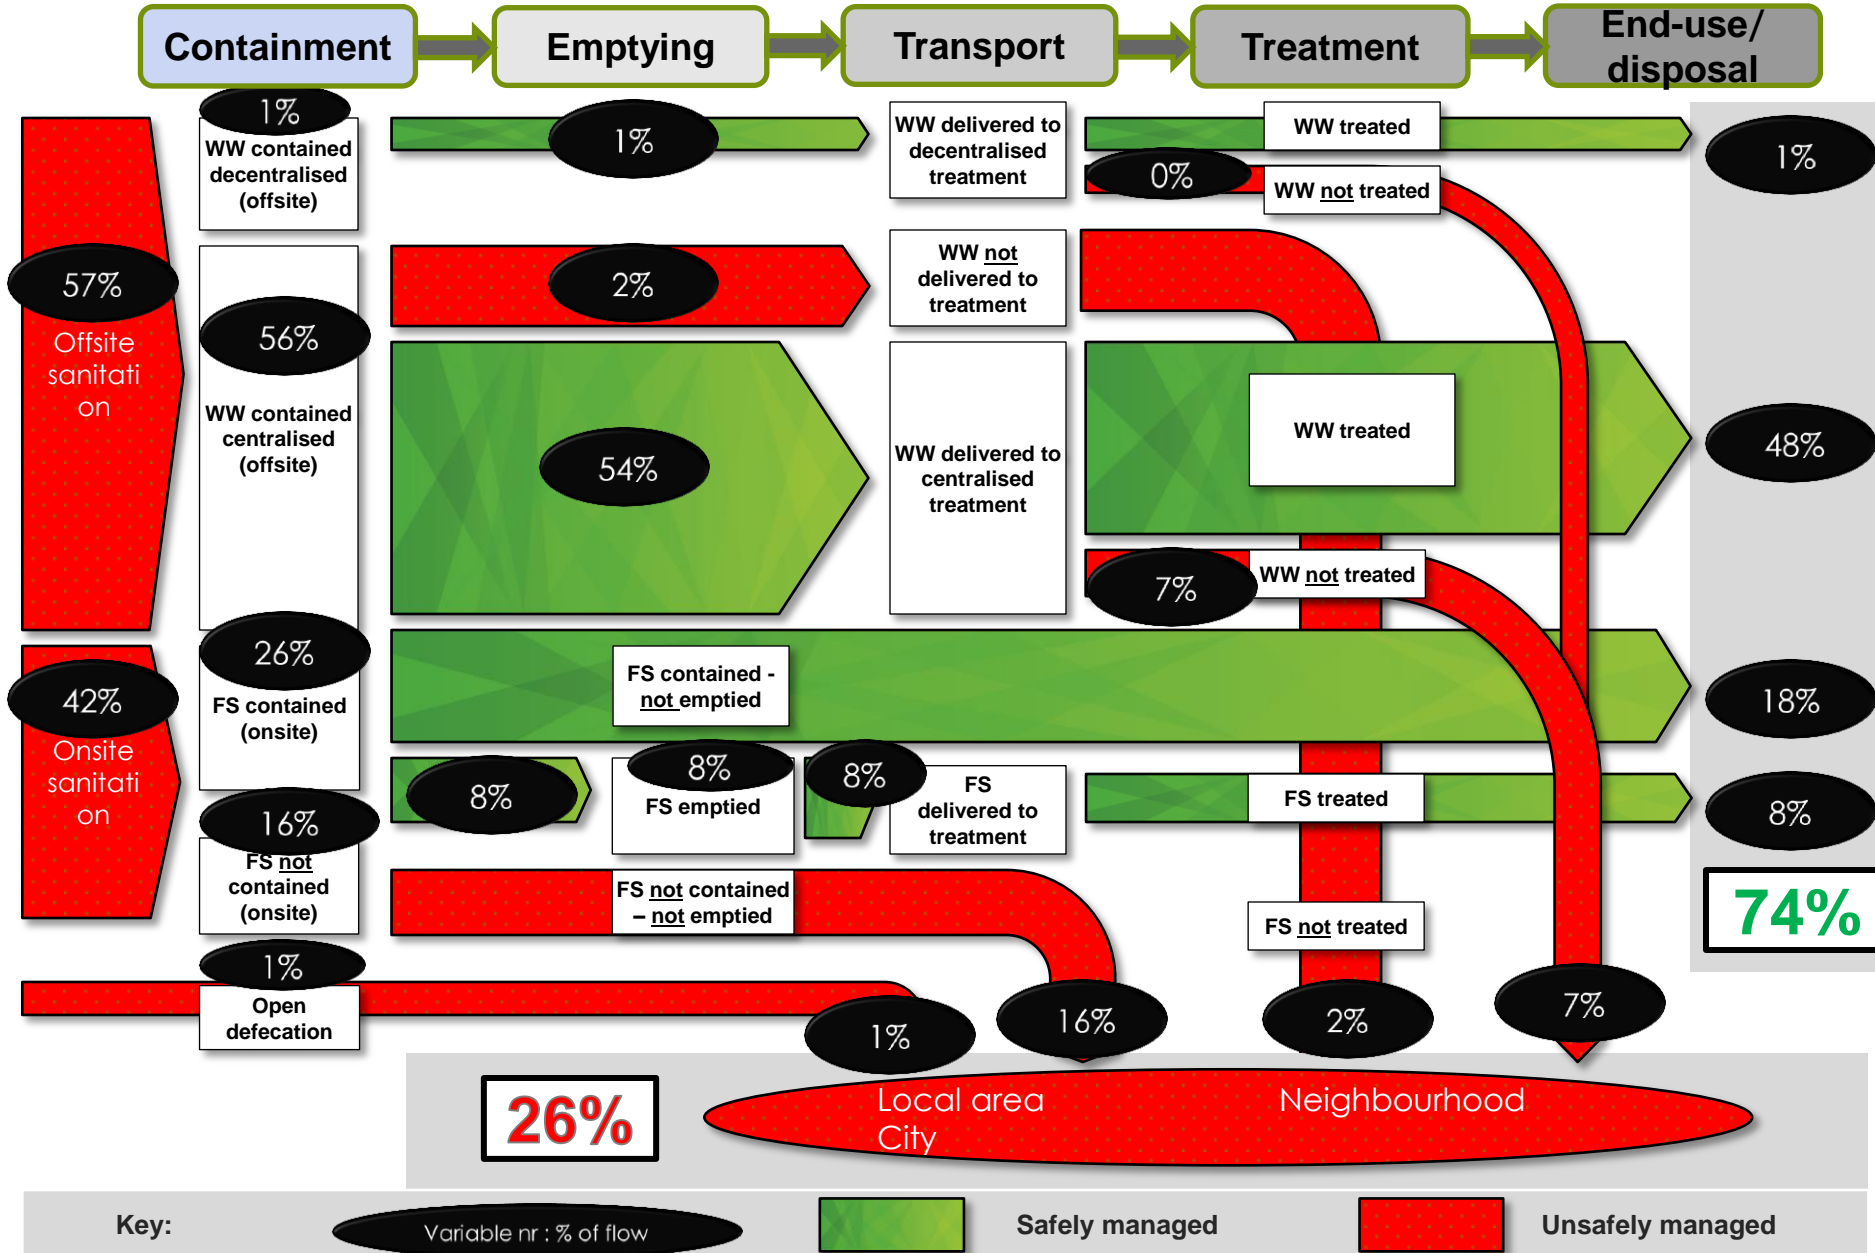 Containment
Emptying
Transport
Treatment
End-use/
disposal
1%
WW contained
decentralised
(offsite)
1%
WW delivered to
decentralised
treatment
WW treated
0%
WW not treated
1%
57%
Offsite
sanitati
on
56%
WW contained
centralised
(offsite)
2%
WW not
delivered to
treatment
54%
WW delivered to
centralised
treatment
WW treated
48%
7%
WW not treated
26%
FS contained
(onsite)
FS contained -
not emptied
18%
42%
Onsite
sanitati
on
8%
8%
FS emptied
8%
FS
delivered to
treatment
FS treated
8%
16%
FS not
contained
(onsite)
FS not contained
– not emptied
FS not treated
74%
1%
Open
defecation
1%
16%
2%
7%
26%
Local area
City
Neighbourhood
Key:
Variable nr : % of flow
Safely managed
Unsafely managed